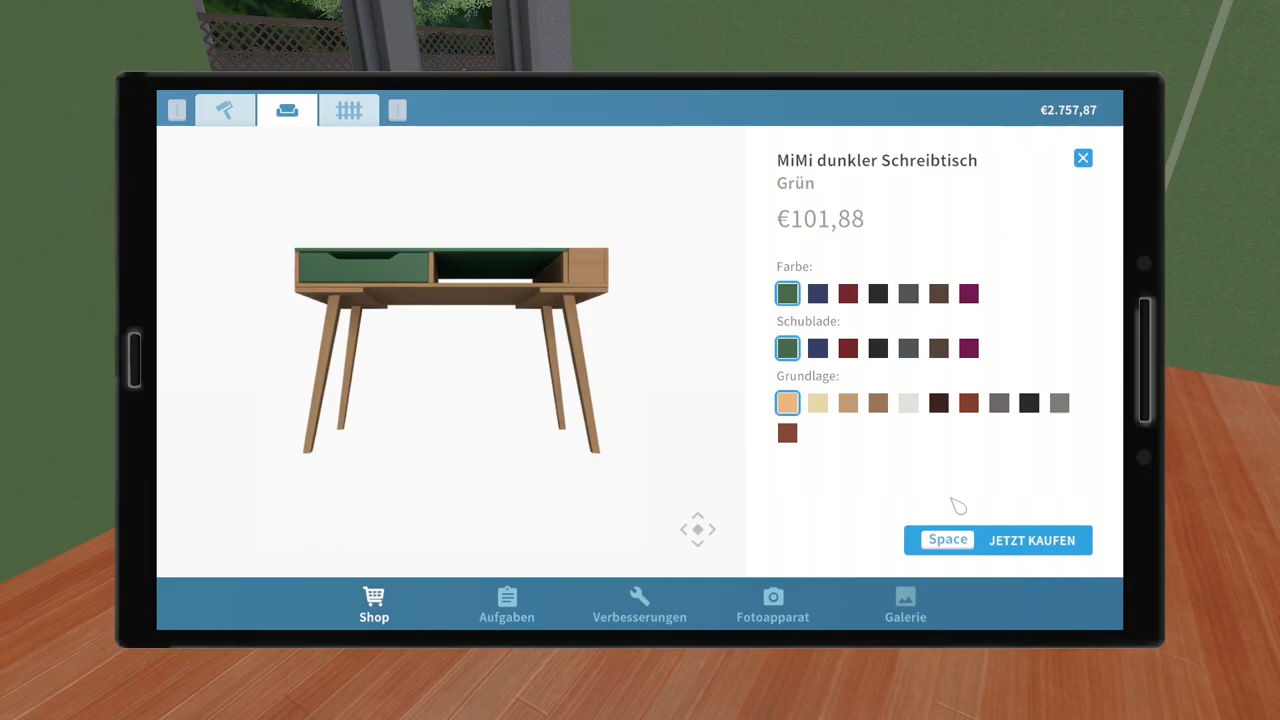 €2.757,87
MiMi dunkler Schreibtisch
Grün
€101,88
Farbe:
Schublade:
Grundlage:
Space JETZT KAUFEN
Shop Aufgaben Verbesserungen Fotoapparat Galerie